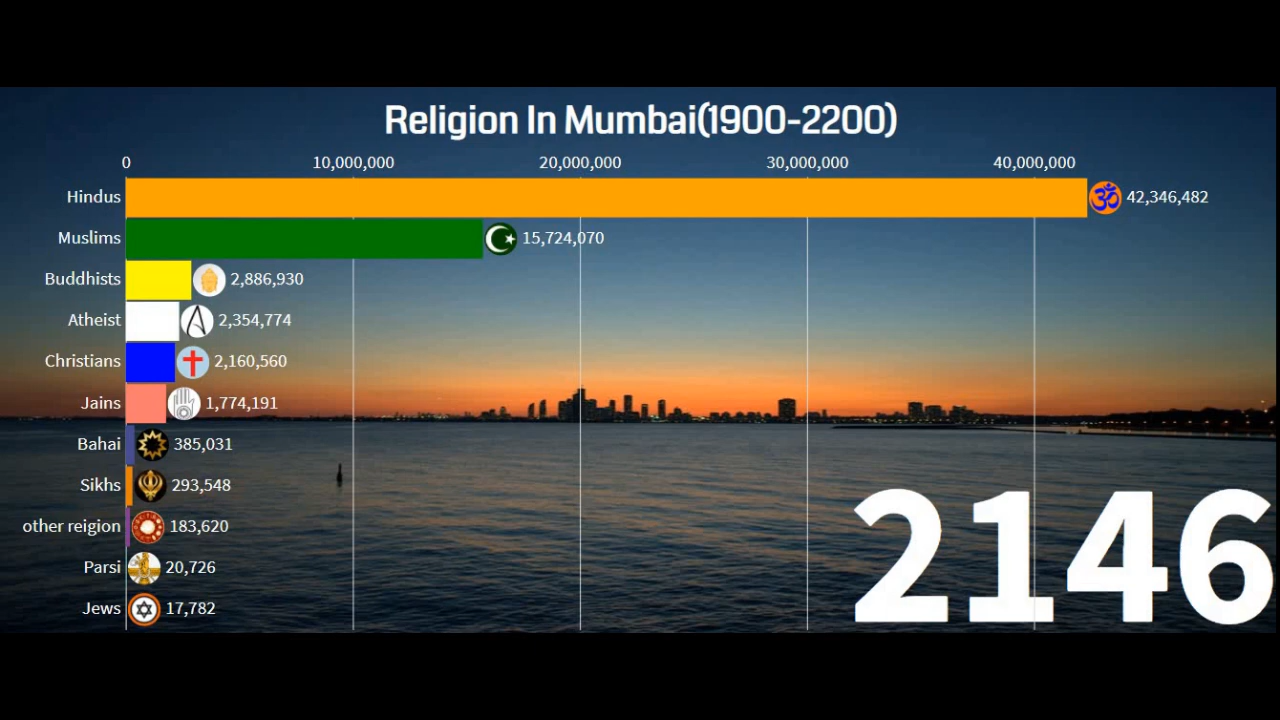 Religion In Mumbai(1900-2200)
0 10,000,000 20,000,000 30,000,000 40,000,000
Hindus 42,346,482
Muslims 15,724,070
Buddhists 2,886,930
Atheist 2,354,774
Christians 2,160,560
Jains 1,774,191
Bahai 385,031
Sikhs 293,548
other reigion 183,620
Parsi 20,726
Jews 17,782
2146